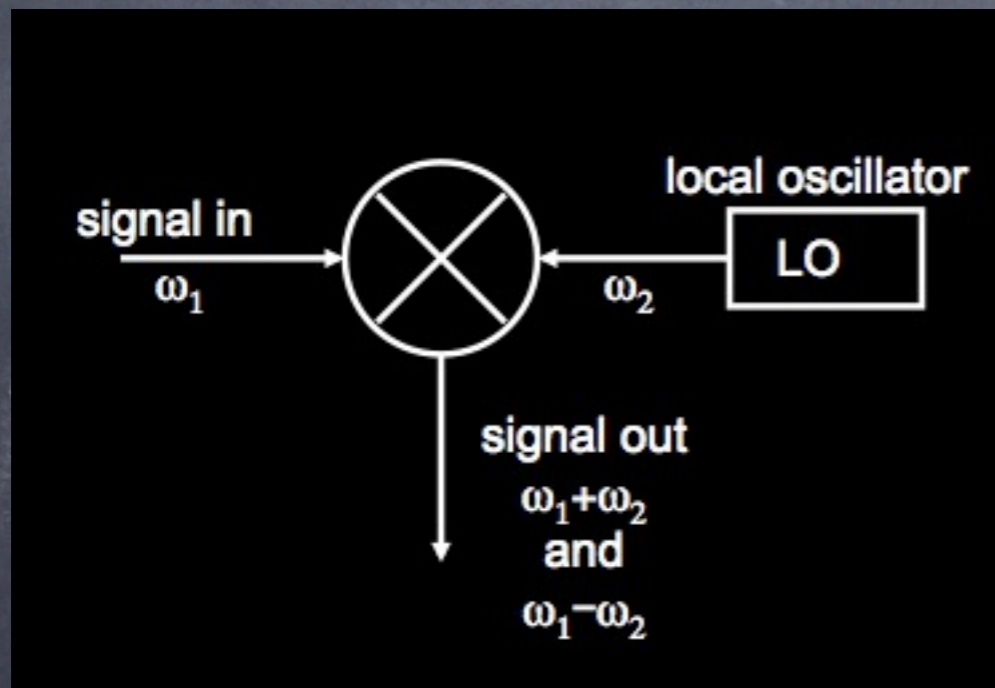 local oscillator
signal in
LO
ω₁
ω₂
signal out
ω₁+ω₂
and
ω₁−ω₂